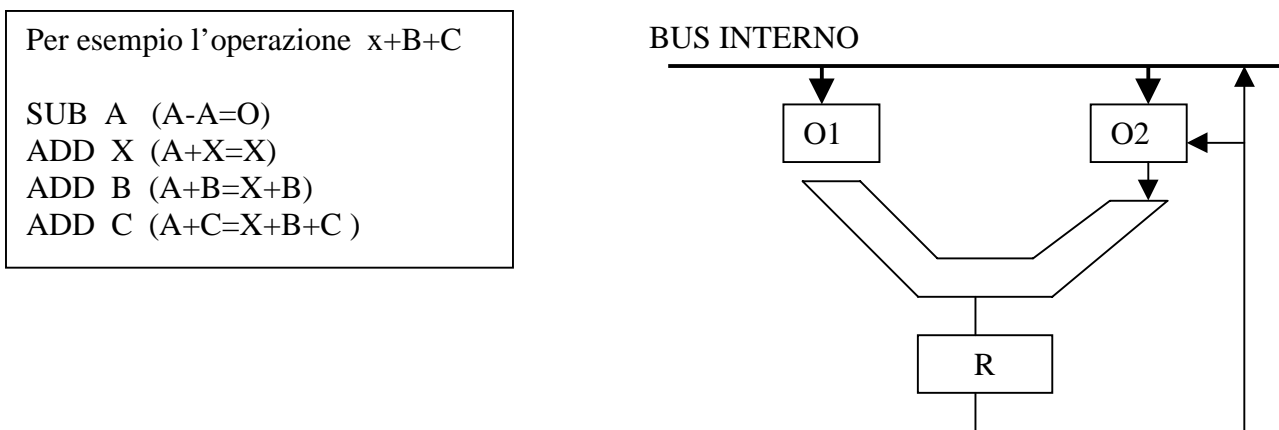 Per esempio l’operazione x+B+C
SUB A (A-A=O)
ADD X (A+X=X)
ADD B (A+B=X+B)
ADD C (A+C=X+B+C )
BUS INTERNO
O1
O2
R